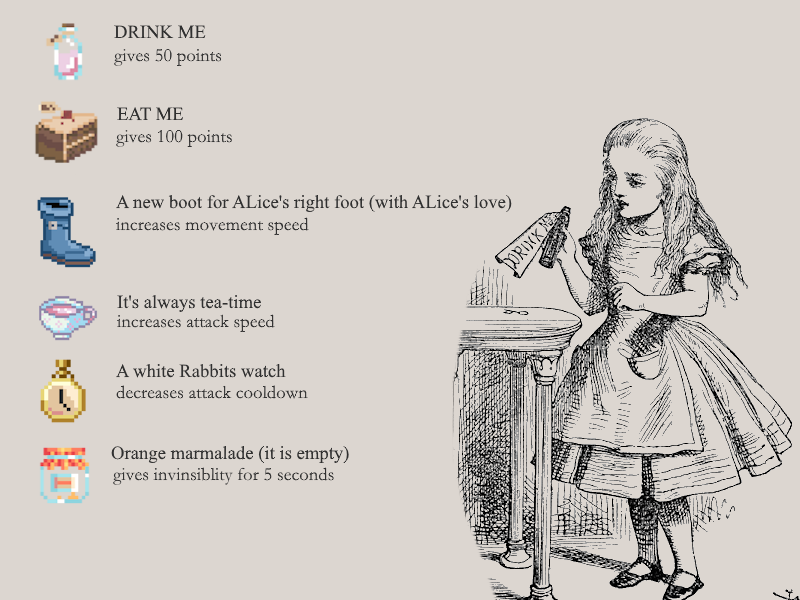 DRINK ME
gives 50 points
EAT ME
gives 100 points
A new boot for ALice's right foot (with ALice's love)
increases movement speed
DRINK ME
It's always tea-time
increases attack speed
A white Rabbits watch
decreases attack cooldown
Orange marmalade (it is empty)
gives invinsiblity for 5 seconds